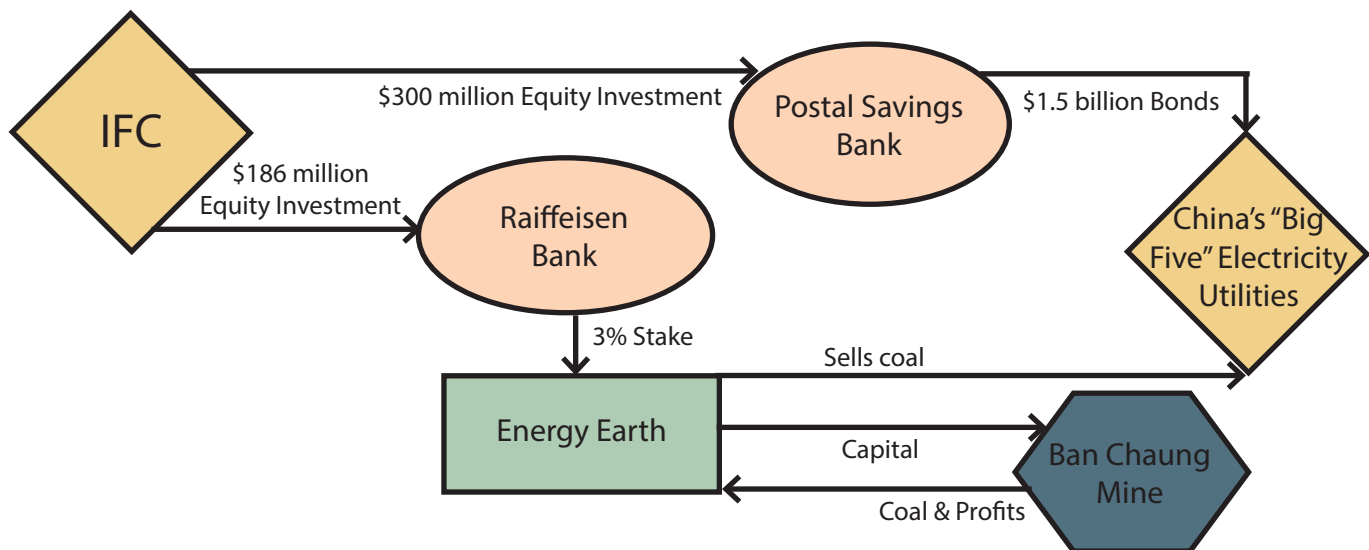 IFC
$300 million Equity Investment
Postal Savings
Bank
$1.5 billion Bonds
$186 million
Equity Investment
Raiffeisen
Bank
China's “Big
Five” Electricity
Utilities
3% Stake
Sells coal
Energy Earth
Capital
Ban Chaung
Mine
Coal & Profits